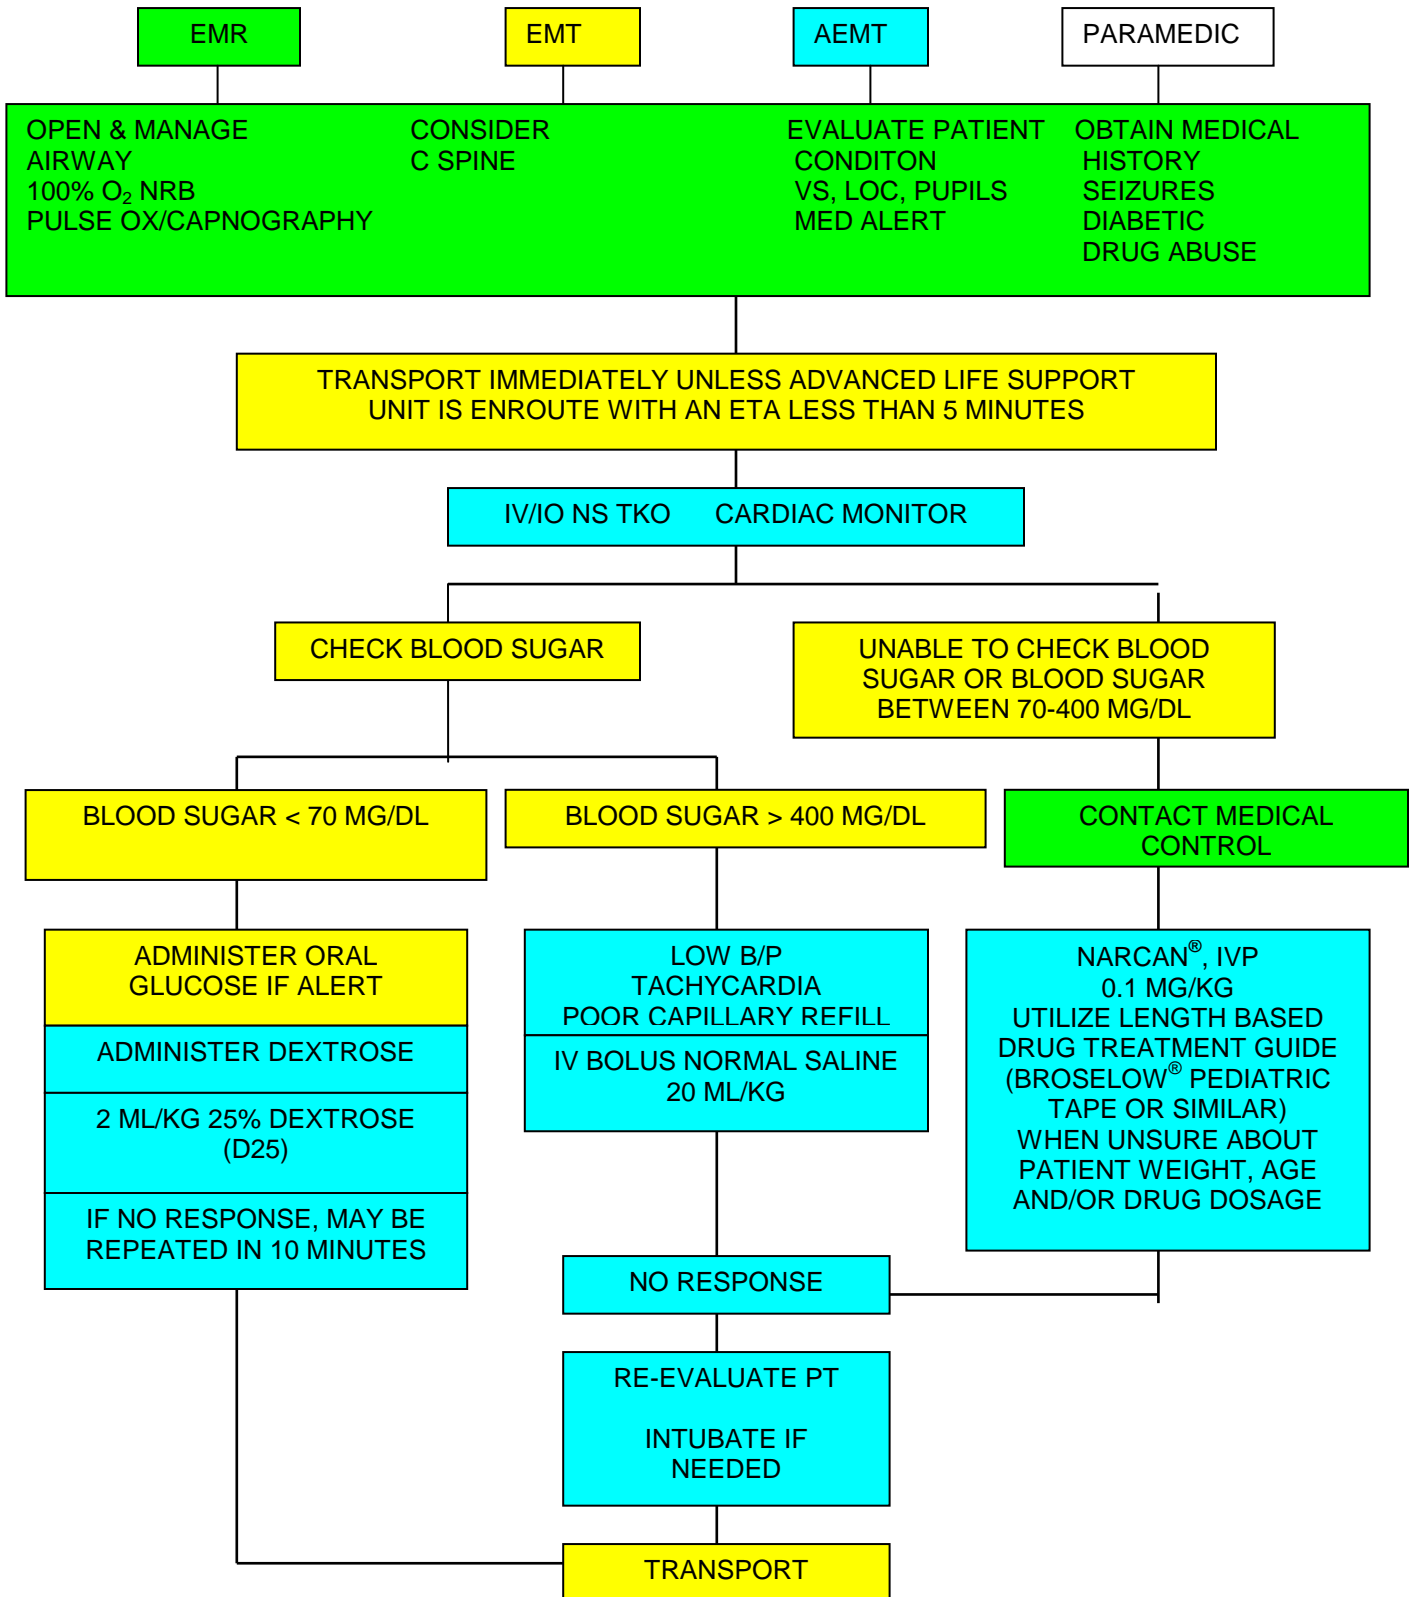 EMR
EMT
AEMT
PARAMEDIC
OPEN & MANAGE
AIRWAY
100% O₂ NRB
PULSE OX/CAPNOGRAPHY
CONSIDER
C SPINE
EVALUATE PATIENT
CONDITON
VS, LOC, PUPILS
MED ALERT
OBTAIN MEDICAL
HISTORY
SEIZURES
DIABETIC
DRUG ABUSE
TRANSPORT IMMEDIATELY UNLESS ADVANCED LIFE SUPPORT
UNIT IS ENROUTE WITH AN ETA LESS THAN 5 MINUTES
IV/IO NS TKO CARDIAC MONITOR
CHECK BLOOD SUGAR
UNABLE TO CHECK BLOOD
SUGAR OR BLOOD SUGAR
BETWEEN 70-400 MG/DL
BLOOD SUGAR < 70 MG/DL
BLOOD SUGAR > 400 MG/DL
CONTACT MEDICAL
CONTROL
ADMINISTER ORAL
GLUCOSE IF ALERT
ADMINISTER DEXTROSE
2 ML/KG 25% DEXTROSE
(D25)
IF NO RESPONSE, MAY BE
REPEATED IN 10 MINUTES
LOW B/P
TACHYCARDIA
POOR CAPILLARY REFILL
IV BOLUS NORMAL SALINE
20 ML/KG
NARCAN®, IVP
0.1 MG/KG
UTILIZE LENGTH BASED
DRUG TREATMENT GUIDE
(BROSELOW® PEDIATRIC
TAPE OR SIMILAR)
WHEN UNSURE ABOUT
PATIENT WEIGHT, AGE
AND/OR DRUG DOSAGE
NO RESPONSE
RE-EVALUATE PT
INTUBATE IF
NEEDED
TRANSPORT